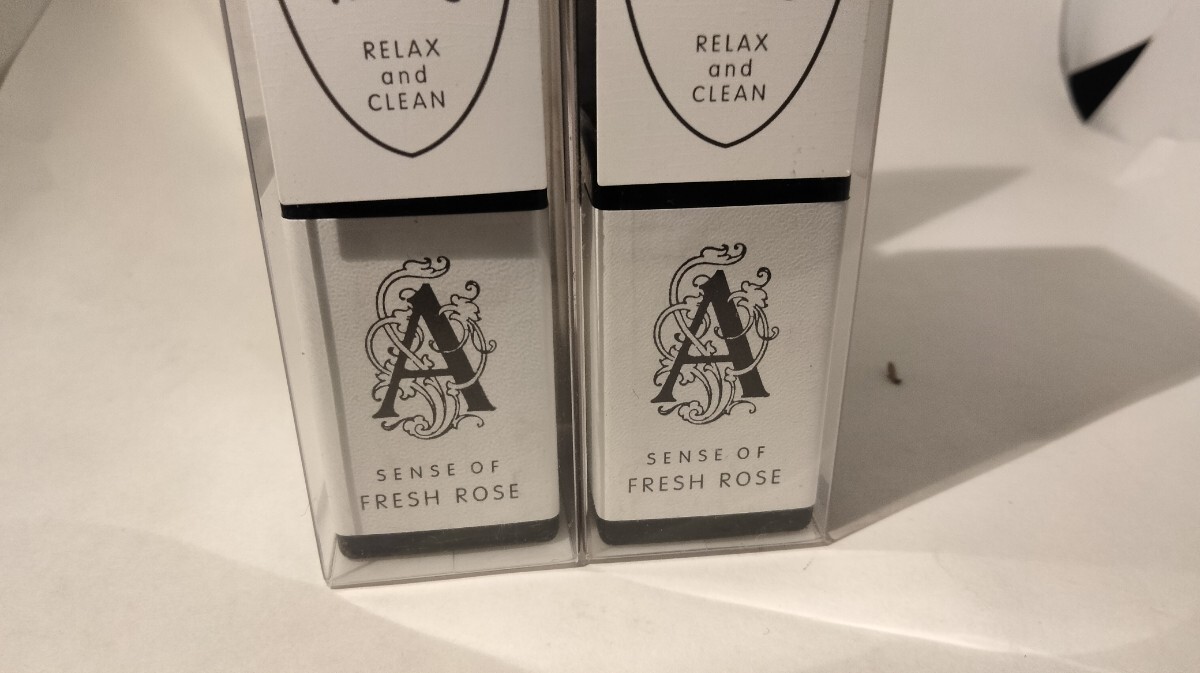 RELAX
and
CLEAN
A
SENSE OF
FRESH ROSE
RELAX
and
CLEAN
A
SENSE OF
FRESH ROSE